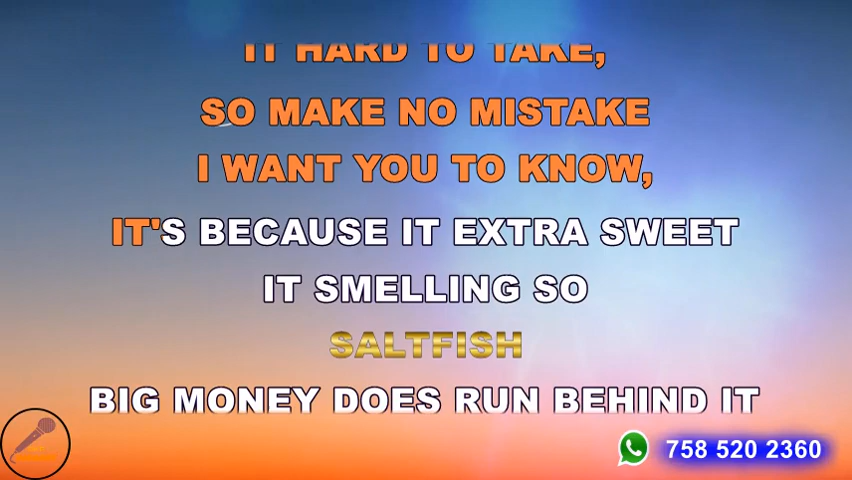 IT HARD TO TAKE,
SO MAKE NO MISTAKE
I WANT YOU TO KNOW,
IT'S BECAUSE IT EXTRA SWEET
IT SMELLING SO
SALTFISH
BIG MONEY DOES RUN BEHIND IT
758 520 2360